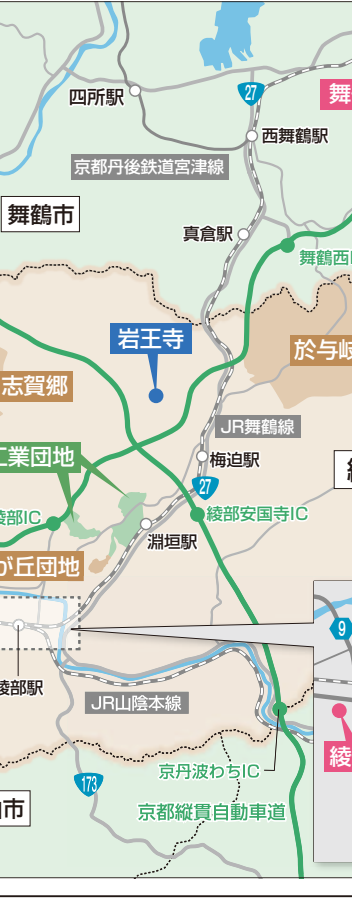 27
舞
四所駅
西舞鶴駅
京都丹後鉄道宮津線
舞鶴市
真倉駅
舞鶴西I
岩王寺
於与岐
志賀郷
JR舞鶴線
工業団地
梅迫駅
27
綾部IC
綾部安国寺IC
淵垣駅
が丘団地
9
綾部駅
JR山陰本線
綾
京丹波わちIC
173
市
京都縦貫自動車道